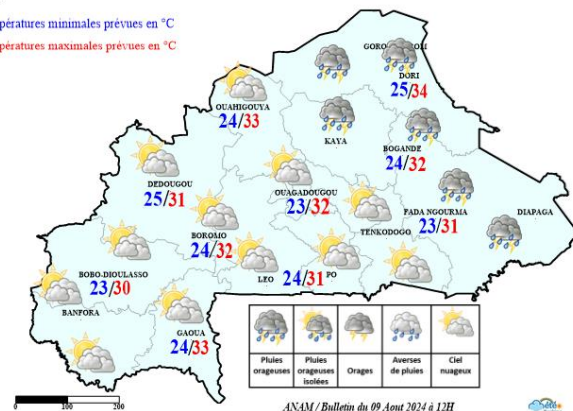 pératures minimales prévues en °C
pératures maximales prévues en °C
DORI
25/34
OUAHIGOUYA
24/33
KAYA
BOGANDE
24/32
DEDOUGOU
25/31
OUAGADOUGOU
23/32
FADA NGOURMA
23/31
DIAPAGA
BOROMO
24/32
TENKODOGO
BOBO-DIOULASSO
23/30
LEO
24/31
PO
BANFORA
GAOUA
24/33
Pluies orageuses
Pluies orageuses isolées
Orages
Averses de pluies
Ciel nuageux
0 100 200
ANAM / Bulletin du 09 Aout 2024 à 12H